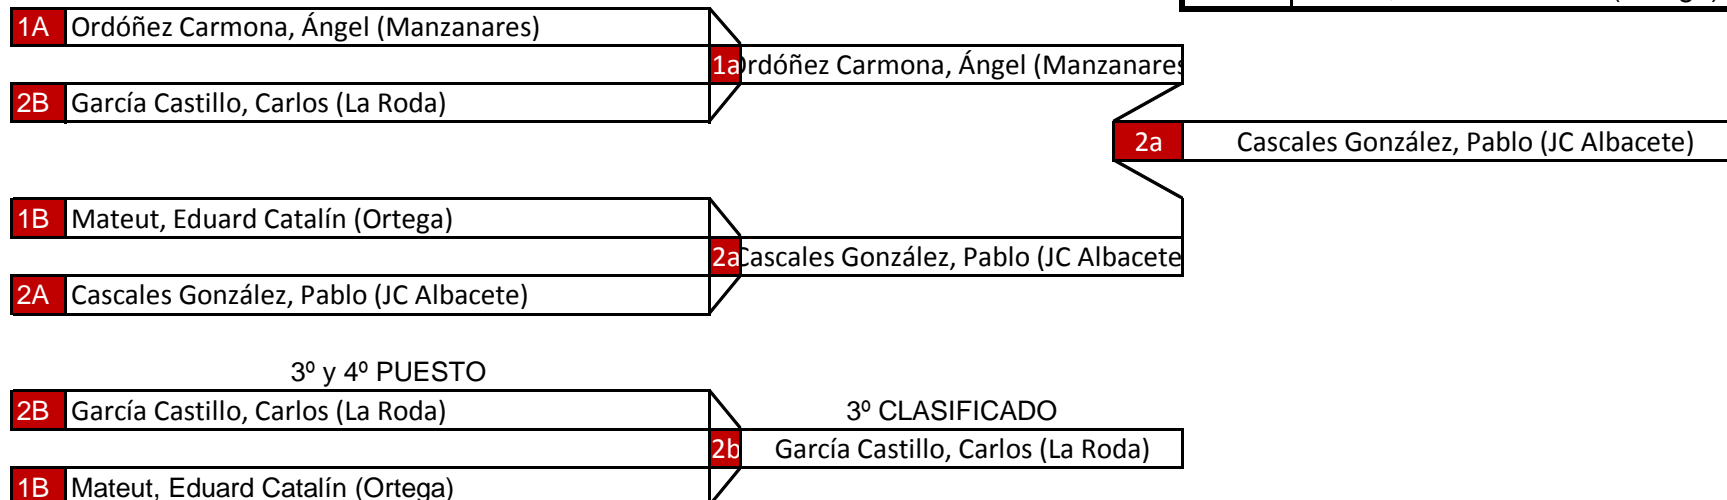 1A Ordóñez Carmona, Ángel (Manzanares)
1a rdóñez Carmona, Ángel (Manzanares
2B García Castillo, Carlos (La Roda)
2a Cascales González, Pablo (JC Albacete)
1B Mateut, Eduard Catalín (Ortega)
2a Cascales González, Pablo (JC Albacete
2A Cascales González, Pablo (JC Albacete)
3º y 4º PUESTO
2B García Castillo, Carlos (La Roda) 3º CLASIFICADO
2b García Castillo, Carlos (La Roda)
1B Mateut, Eduard Catalín (Ortega)